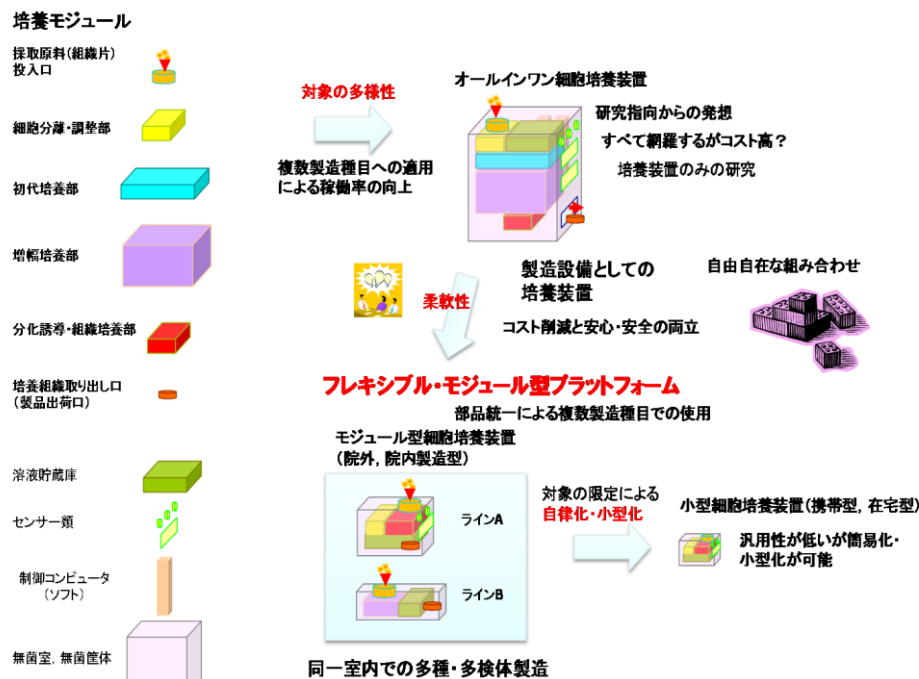 培養モジュール
採取原料(組織片)
投入口
細胞分離・調整部
初代培養部
増幅培養部
分化誘導・組織培養部
培養組織取り出し口
(製品出荷口)
溶液貯蔵庫
センサー類
制御コンピュータ
(ソフト)
無菌室, 無菌筐体
対象の多様性
複数製造種目への適用
による稼働率の向上
オールインワン細胞培養装置
研究指向からの発想
すべて網羅するがコスト高?
培養装置のみの研究
柔軟性
製造設備としての
培養装置
コスト削減と安心・安全の両立
自由自在な組み合わせ
フレキシブル・モジュール型プラットフォーム
部品統一による複数製造種目での使用
モジュール型細胞培養装置
(院外, 院内製造型)
ラインA
ラインB
対象の限定による
自律化・小型化
小型細胞培養装置(携帯型, 在宅型)
汎用性が低いが簡易化・
小型化が可能
同一室内での多種・多検体製造